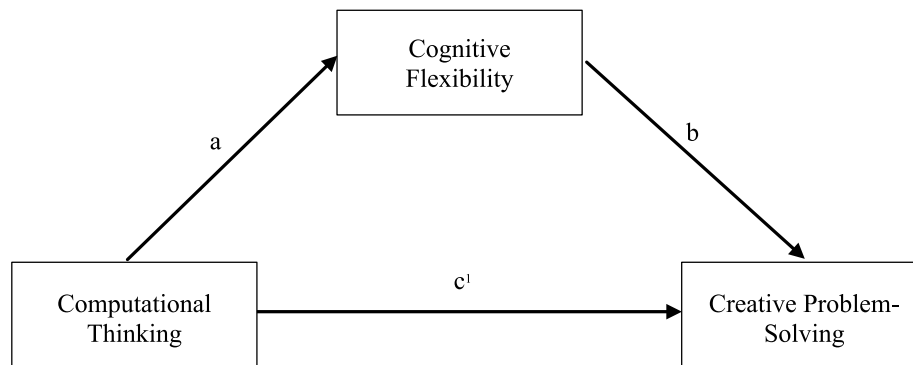 Cognitive
Flexibility
a
b
c¹
Computational
Thinking
Creative Problem-
Solving